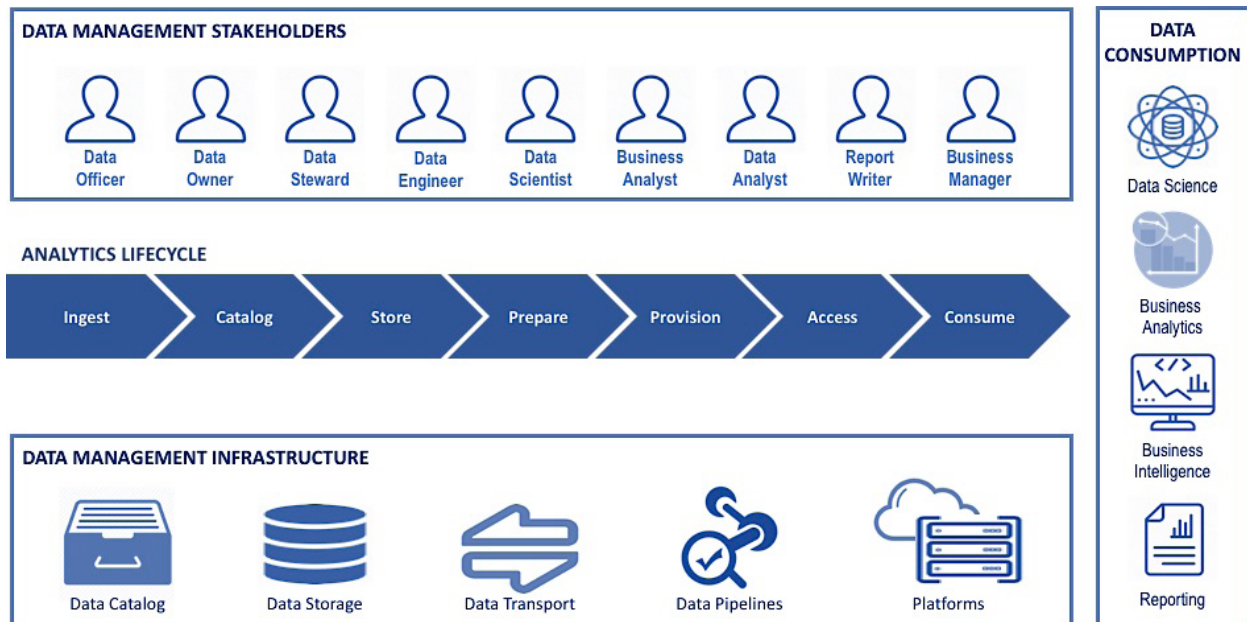 DATA MANAGEMENT STAKEHOLDERS
Data
Officer
Data
Owner
Data
Steward
Data
Engineer
Data
Scientist
Business
Analyst
Data
Analyst
Report
Writer
Business
Manager
ANALYTICS LIFECYCLE
Ingest
Catalog
Store
Prepare
Provision
Access
Consume
DATA MANAGEMENT INFRASTRUCTURE
Data Catalog
Data Storage
Data Transport
Data Pipelines
Platforms
DATA
CONSUMPTION
Data Science
Business
Analytics
</>
Business
Intelligence
Reporting